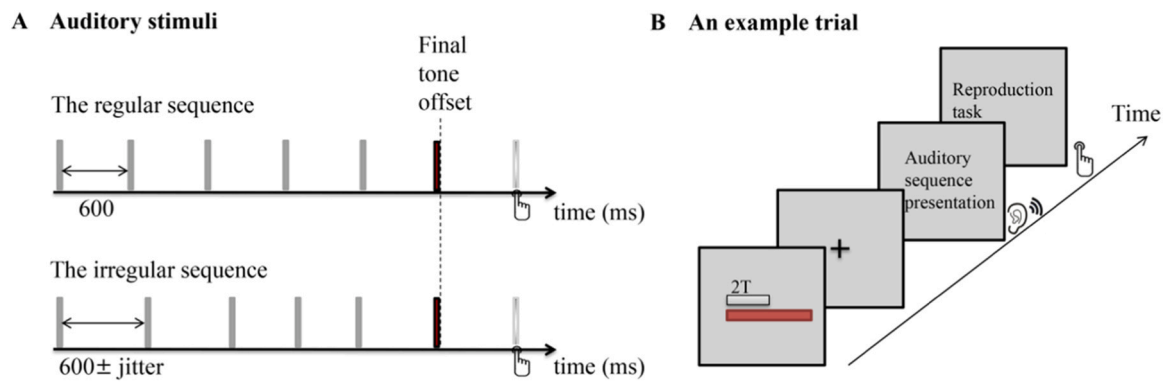 A Auditory stimuli
Final
tone
offset
The regular sequence
600
time (ms)
The irregular sequence
600± jitter
time (ms)
B An example trial
Reproduction
task
Time
Auditory
sequence
presentation
+
2T